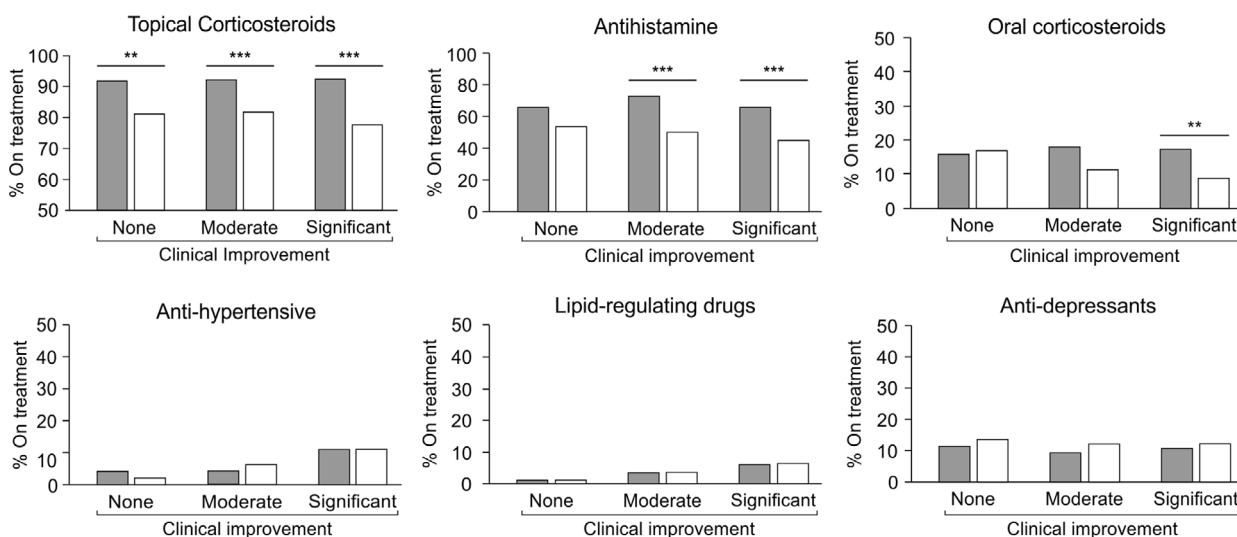 Topical Corticosteroids
% On treatment
100
90
80
70
60
50
**
***
***
None
Moderate
Significant
Clinical Improvement
Antihistamine
% On treatment
100
80
60
40
20
0
***
***
None
Moderate
Significant
Clinical improvement
Oral corticosteroids
% On treatment
50
40
30
20
10
0
**
None
Moderate
Significant
Clinical improvement
Anti-hypertensive
% On treatment
50
40
30
20
10
0
None
Moderate
Significant
Clinical improvement
Lipid-regulating drugs
% On treatment
50
40
30
20
10
0
None
Moderate
Significant
Clinical improvement
Anti-depressants
% On treatment
50
40
30
20
10
0
None
Moderate
Significant
Clinical improvement